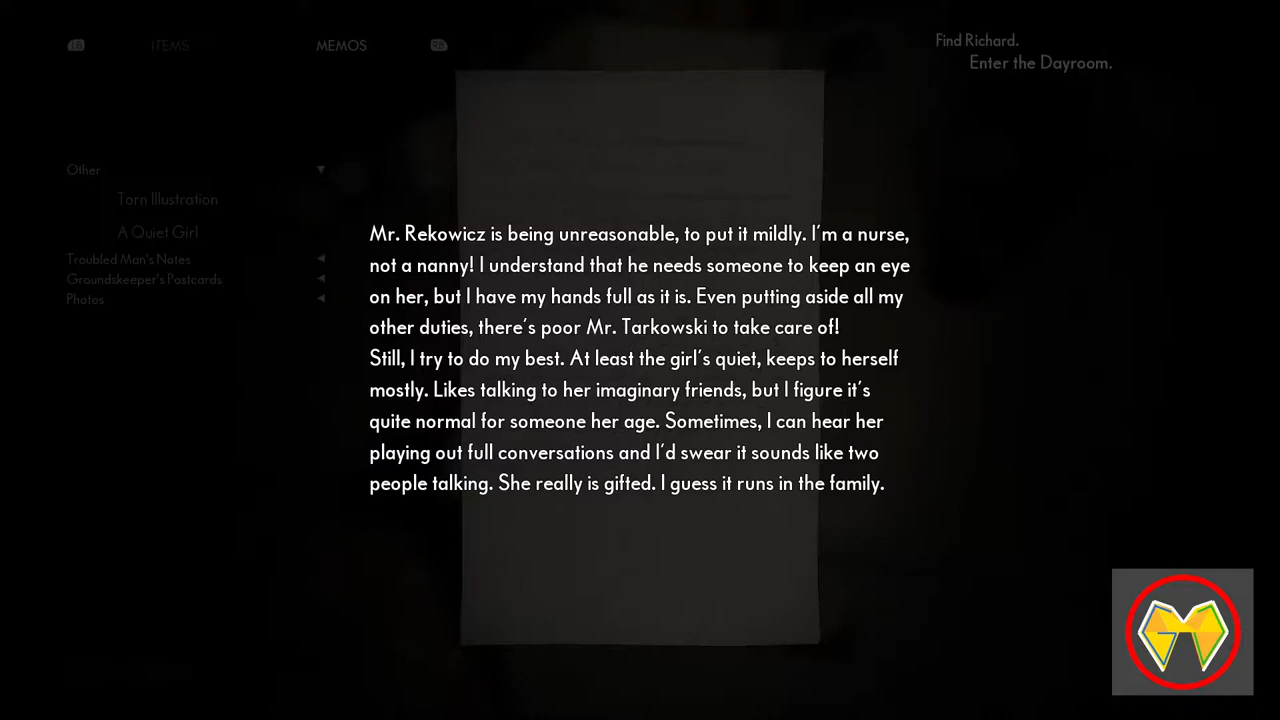 LB ITEMS MEMOS RB
Find Richard.
Enter the Dayroom.
Other
Torn Illustration
A Quiet Girl
Troubled Man's Notes
Groundskeeper's Postcards
Photos
Mr. Rekowicz is being unreasonable, to put it mildly. I'm a nurse,
not a nanny! I understand that he needs someone to keep an eye
on her, but I have my hands full as it is. Even putting aside all my
other duties, there's poor Mr. Tarkowski to take care of!
Still, I try to do my best. At least the girl's quiet, keeps to herself
mostly. Likes talking to her imaginary friends, but I figure it's
quite normal for someone her age. Sometimes, I can hear her
playing out full conversations and I'd swear it sounds like two
people talking. She really is gifted. I guess it runs in the family.